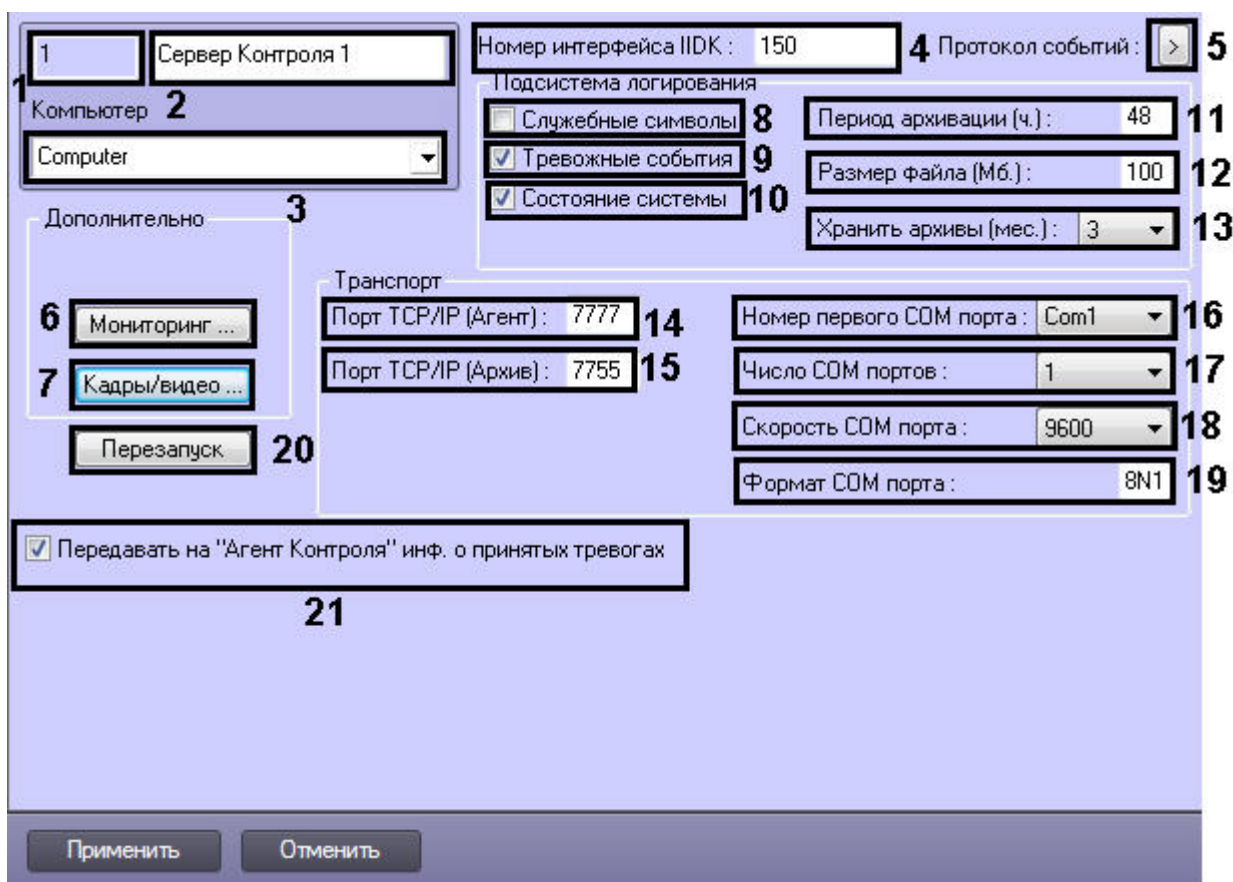 1 Сервер Контроля 1
1
Компьютер 2
Computer
3
Номер интерфейса IIDK : 150 4 Протокол событий : > 5
Подсистема логирования
Служебные символы 8
Тревожные события 9
Состояние системы 10
Период архивации (ч.) : 48 11
Размер файла (Мб.) : 100 12
Хранить архивы (мес.) : 3 13
Дополнительно
6 Мониторинг ...
7 Кадры/видео ...
Перезапуск 20
Транспорт
Порт TCP/IP (Агент) : 7777 14
Порт TCP/IP (Архив) : 7755 15
Номер первого COM порта : Com1 16
Число COM портов : 1 17
Скорость COM порта : 9600 18
Формат COM порта : 8N1 19
Передавать на "Агент Контроля" инф. о принятых тревогах
21
Применить Отменить